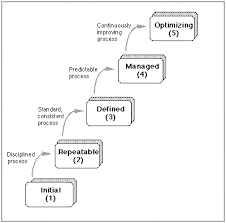 Continuously
improving
process
Optimizing
(5)
Predictable
process
Managed
(4)
Standard,
consistent
process
Defined
(3)
Disciplined
process
Repeatable
(2)
Initial
(1)